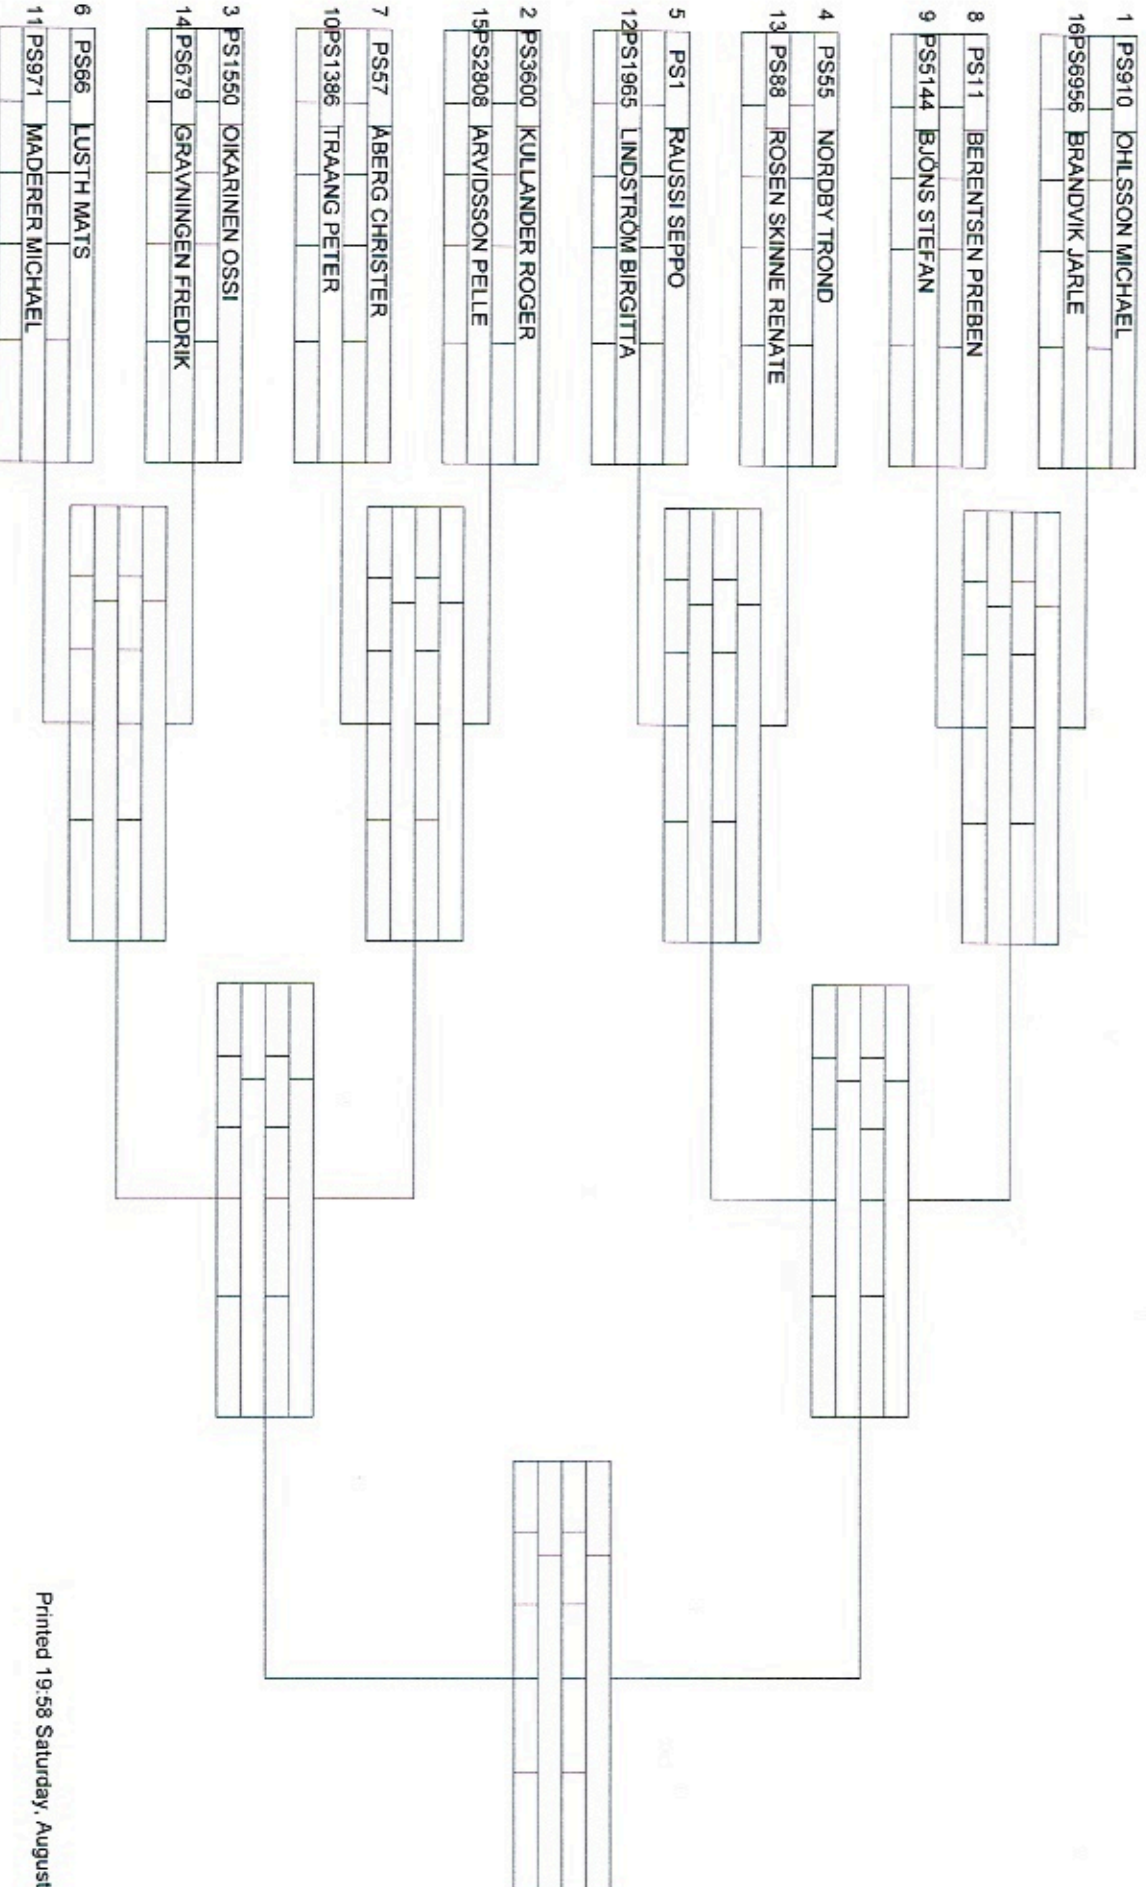 1 PS910 OHLSSON MICHAEL
16 PS6956 BRANDVIK JARLE
8 PS11 BERENTSEN PREBEN
9 PS5144 BJÖNS STEFAN
4 PS55 NORDBY TROND
13 PS88 ROSEN SKINNE RENATE
5 PS1 RAUSSI SEPPO
12 PS1965 LINDSTRÖM BIRGITTA
2 PS3600 KULLANDER ROGER
15 PS2808 ARVIDSSON PELLE
7 PS57 ÅBERG CHRISTER
10 PS1386 TRAANG PETER
3 PS1550 OIKARINEN OSSI
14 PS679 GRAVNINGEN FREDRIK
6 PS66 LUSTH MATS
11 PS971 MADERER MICHAEL
Printed 19:58 Saturday, August